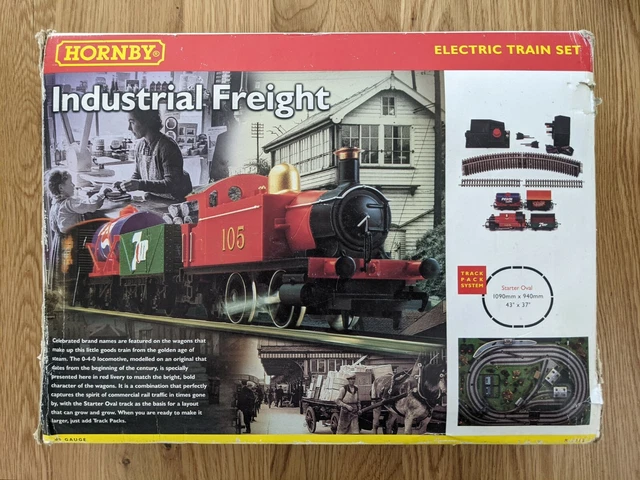 HORNBY®
ELECTRIC TRAIN SET
Industrial Freight
105
7up
TRACK
PACK
SYSTEM
Starter Oval
1090mm x 940mm
43" x 37"
Celebrated brand names are featured on the wagons that
make up this little goods train from the golden age of
steam. The 0-4-0 locomotive, modelled on an original that
dates from the beginning of the century, is specially
presented here in red livery to match the bright, bold
character of the wagons. It is a combination that perfectly
captures the spirit of commercial rail traffic in times gone
by, with the Starter Oval track as the basis for a layout
that can grow and grow. When you are ready to make it
larger, just add Track Packs.
GAUGE